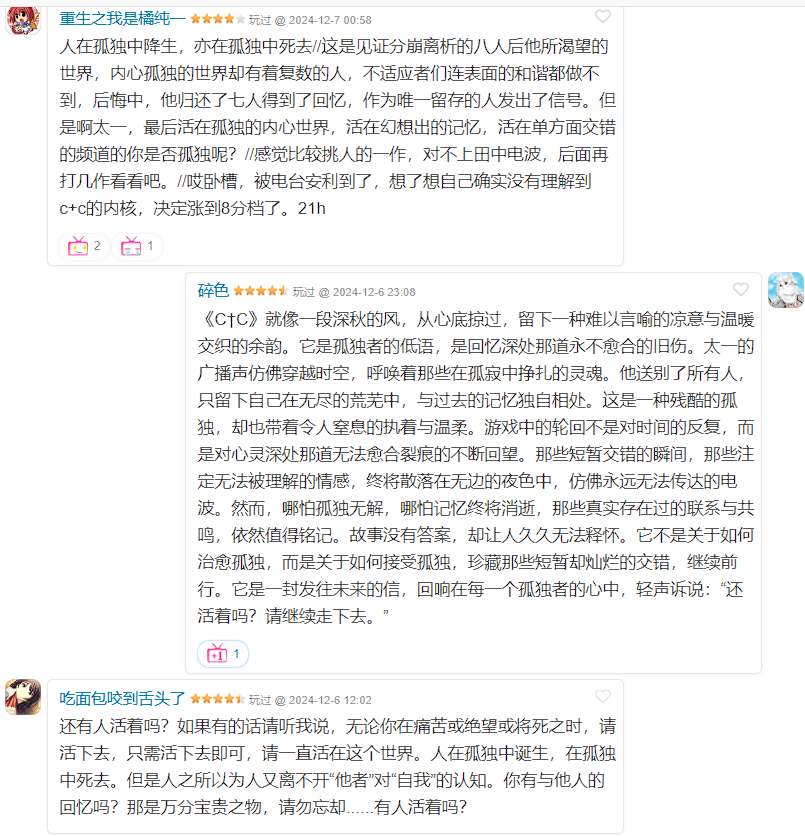 重生之我是橘纯一 玩过 @ 2024-12-7 00:58
人在孤独中降生，亦在孤独中死去//这是见证分崩离析的八人后他所渴望的
世界，内心孤独的世界却有着复数的人，不适应者们连表面的和谐都做不
到，后悔中，他归还了七人得到了回忆，作为唯一留存的人发出了信号。但
是啊太一，最后活在孤独的内心世界，活在幻想出的记忆，活在单方面交错
的频道的你是否孤独呢？//感觉比较挑人的一作，对不上田中电波，后面再
打几作看看吧。//哎卧槽，被电台安利到了，想了想自己确实没有理解到
c+c的内核，决定涨到8分档了。21h
2 1
碎色 玩过 @ 2024-12-6 23:08
《C†C》就像一段深秋的风，从心底掠过，留下一种难以言喻的凉意与温暖
交织的余韵。它是孤独者的低语，是回忆深处那道永不愈合的旧伤。太一的
广播声仿佛穿越时空，呼唤着那些在孤寂中挣扎的灵魂。他送别了所有人，
只留下自己在无尽的荒芜中，与过去的记忆独自相处。这是一种残酷的孤
独，却也带着令人窒息的执着与温柔。游戏中的轮回不是对时间的反复，而
是对心灵深处那道无法愈合裂痕的不断回望。那些短暂交错的瞬间，那些注
定无法被理解的情感，终将散落在无边的夜色中，仿佛永远无法传达的电
波。然而，哪怕孤独无解，哪怕记忆终将消逝，那些真实存在过的联系与共
鸣，依然值得铭记。故事没有答案，却让人久久无法释怀。它不是关于如何
治愈孤独，而是关于如何接受孤独，珍藏那些短暂却灿烂的交错，继续前
行。它是一封发往未来的信，回响在每一个孤独者的心中，轻声诉说：“还
活着吗？请继续走下去。”
+1 1
吃面包咬到舌头了 玩过 @ 2024-12-6 12:02
还有人活着吗？如果有的话请听我说，无论你在痛苦或绝望或将死之时，请
活下去，只需活下去即可，请一直活在这个世界。人在孤独中诞生，在孤独
中死去。但是人之所以为人又离不开“他者”对“自我”的认知。你有与他人的
回忆吗？那是万分宝贵之物，请勿忘却......有人活着吗？